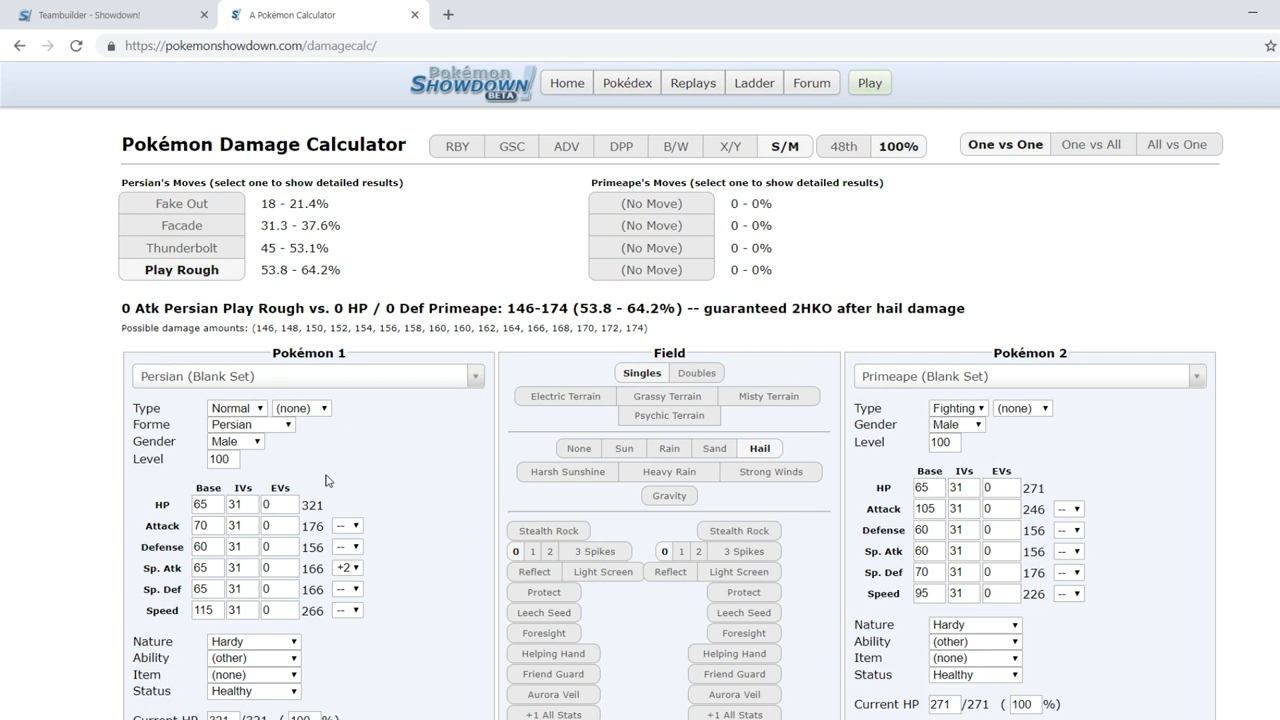 Teambuilder - Showdown!
A Pokémon Calculator
https://pokemonshowdown.com/damagecalc/
Pokémon SHOWDOWN! BETA
Home Pokédex Replays Ladder Forum Play
Pokémon Damage Calculator
RBY GSC ADV DPP B/W X/Y S/M 48th 100%
One vs One One vs All All vs One
Persian's Moves (select one to show detailed results)
Fake Out 18 - 21.4%
Facade 31.3 - 37.6%
Thunderbolt 45 - 53.1%
Play Rough 53.8 - 64.2%
Primeape's Moves (select one to show detailed results)
(No Move) 0 - 0%
(No Move) 0 - 0%
(No Move) 0 - 0%
(No Move) 0 - 0%
0 Atk Persian Play Rough vs. 0 HP / 0 Def Primeape: 146-174 (53.8 - 64.2%) -- guaranteed 2HKO after hail damage
Possible damage amounts: (146, 148, 150, 152, 154, 156, 158, 160, 160, 162, 164, 166, 168, 170, 172, 174)
Pokémon 1
Persian (Blank Set)
Type Normal (none)
Forme Persian
Gender Male
Level 100
Base IVs EVs
HP 65 31 0 321
Attack 70 31 0 176 --
Defense 60 31 0 156 --
Sp. Atk 65 31 0 166 +2
Sp. Def 65 31 0 166 --
Speed 115 31 0 266 --
Nature Hardy
Ability (other)
Item (none)
Status Healthy
Current HP 321/321 ( 100 %)
Field
Singles Doubles
Electric Terrain Grassy Terrain Misty Terrain
Psychic Terrain
None Sun Rain Sand Hail
Harsh Sunshine Heavy Rain Strong Winds
Gravity
Stealth Rock Stealth Rock
0 1 2 3 Spikes 0 1 2 3 Spikes
Reflect Light Screen Reflect Light Screen
Protect Protect
Leech Seed Leech Seed
Foresight Foresight
Helping Hand Helping Hand
Friend Guard Friend Guard
Aurora Veil Aurora Veil
+1 All Stats +1 All Stats
Pokémon 2
Primeape (Blank Set)
Type Fighting (none)
Gender Male
Level 100
Base IVs EVs
HP 65 31 0 271
Attack 105 31 0 246 --
Defense 60 31 0 156 --
Sp. Atk 60 31 0 156 --
Sp. Def 70 31 0 176 --
Speed 95 31 0 226 --
Nature Hardy
Ability (other)
Item (none)
Status Healthy
Current HP 271 /271 ( 100 %)